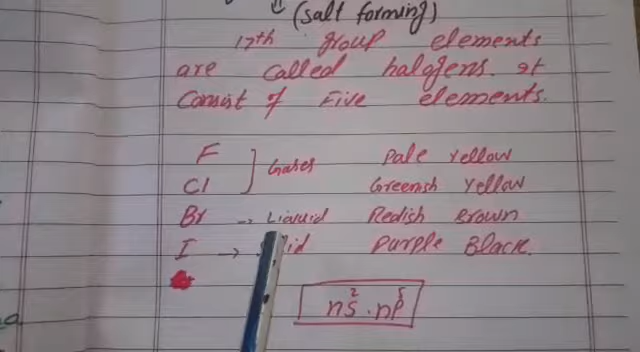 (salt forming)
17th group elements
are called halogens. It
Consist of Five elements.
F ] Gases Pale Yellow
Cl Greenish Yellow
Br → Liquid Redish Brown
I → Purple Black.
ns². np⁵